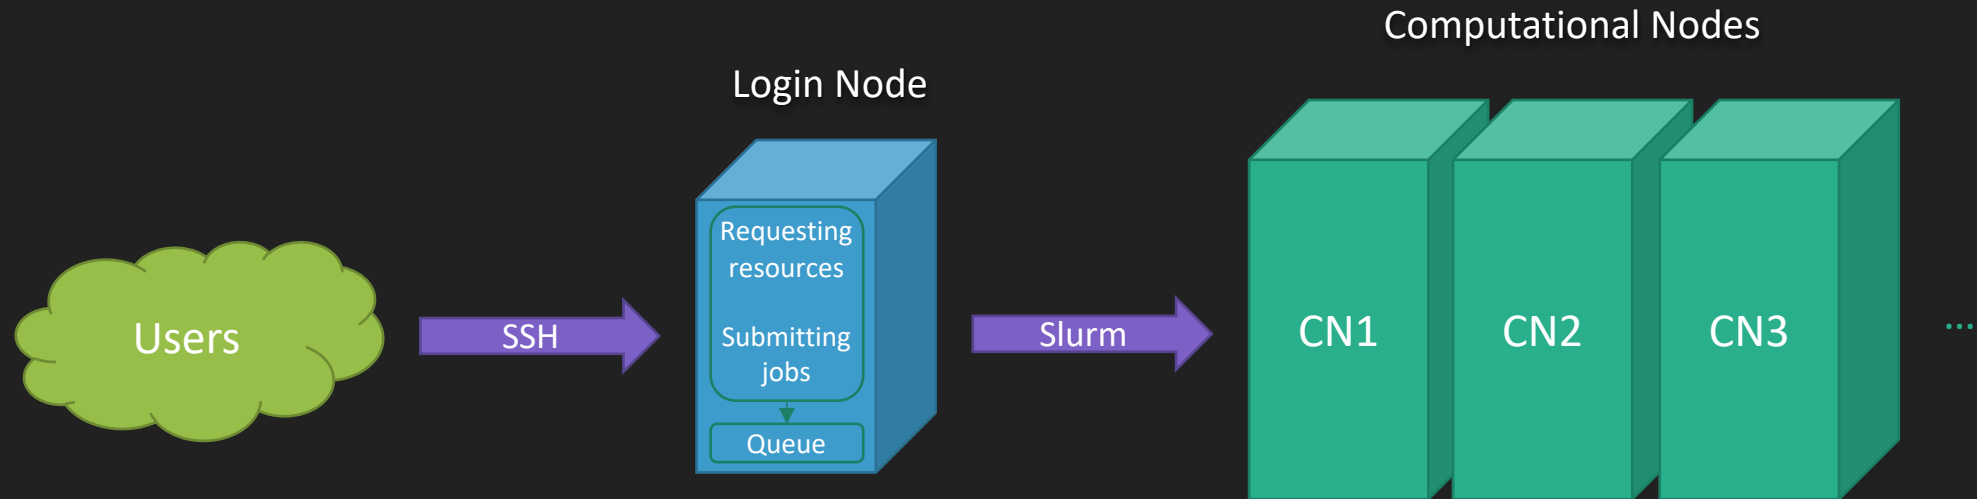 Computational Nodes
Login Node
Users
SSH
Requesting
resources
Submitting
jobs
Queue
Slurm
CN1
CN2
CN3
...